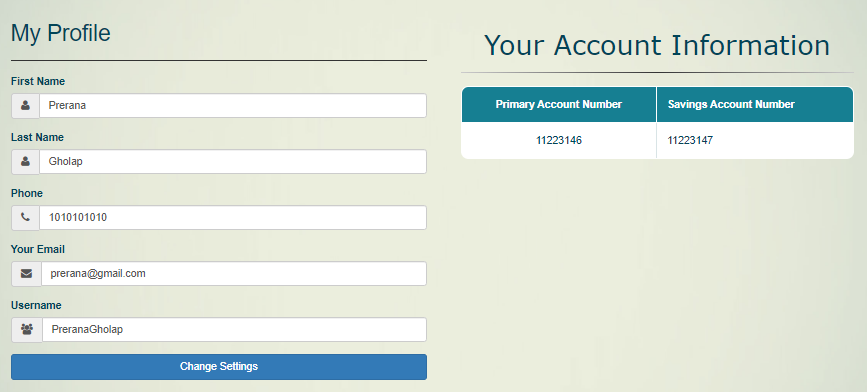 My Profile
First Name
Prerana
Last Name
Gholap
Phone
1010101010
Your Email
prerana@gmail.com
Username
PreranaGholap
Change Settings
Your Account Information
Primary Account Number Savings Account Number
11223146 11223147